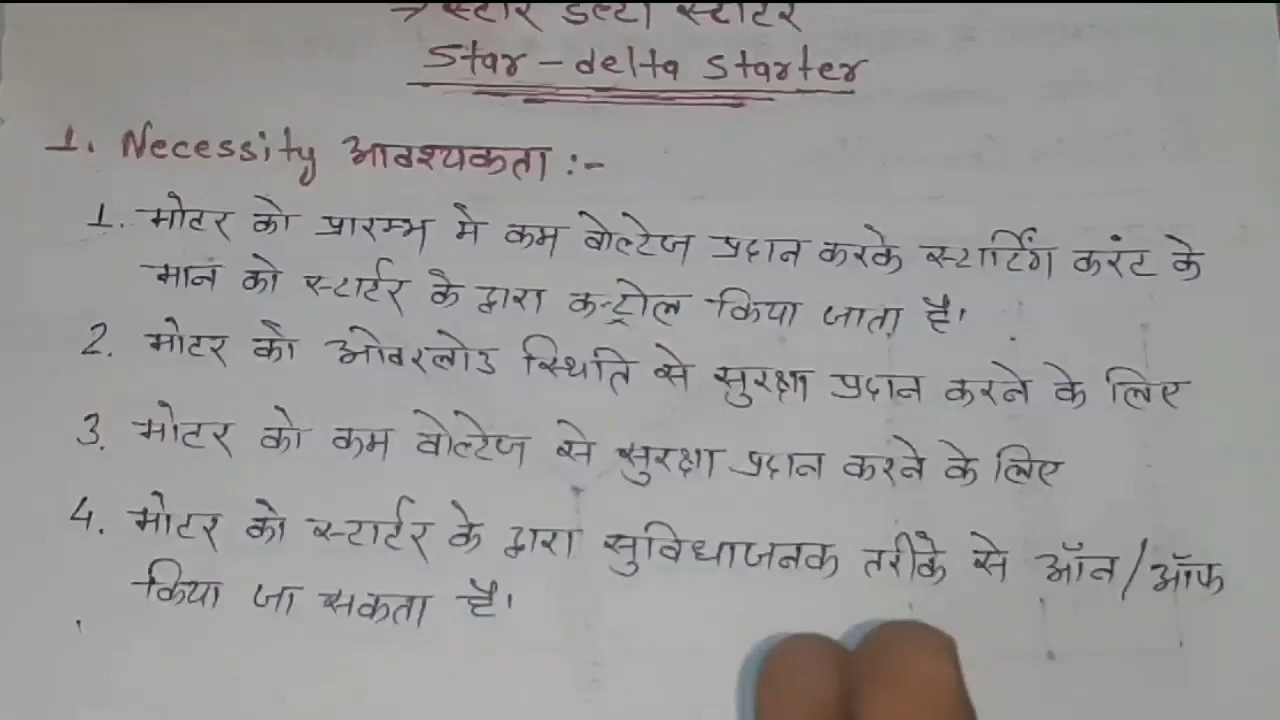 → स्टार डेल्टा स्टार्टर
Star-delta starter
1. Necessity आवश्यकता :-
1. मोटर को प्रारम्भ मे कम वोल्टेज प्रदान करके स्टार्टिंग करंट के
मान को स्टार्टर के द्वारा कन्ट्रोल किया जाता है।
2. मोटर को ओवरलोड स्थिति से सुरक्षा प्रदान करने के लिए
3. मोटर को कम वोल्टेज से सुरक्षा प्रदान करने के लिए
4. मोटर को स्टार्टर के द्वारा सुविधाजनक तरीके से ऑन/ऑफ
किया जा सकता है।